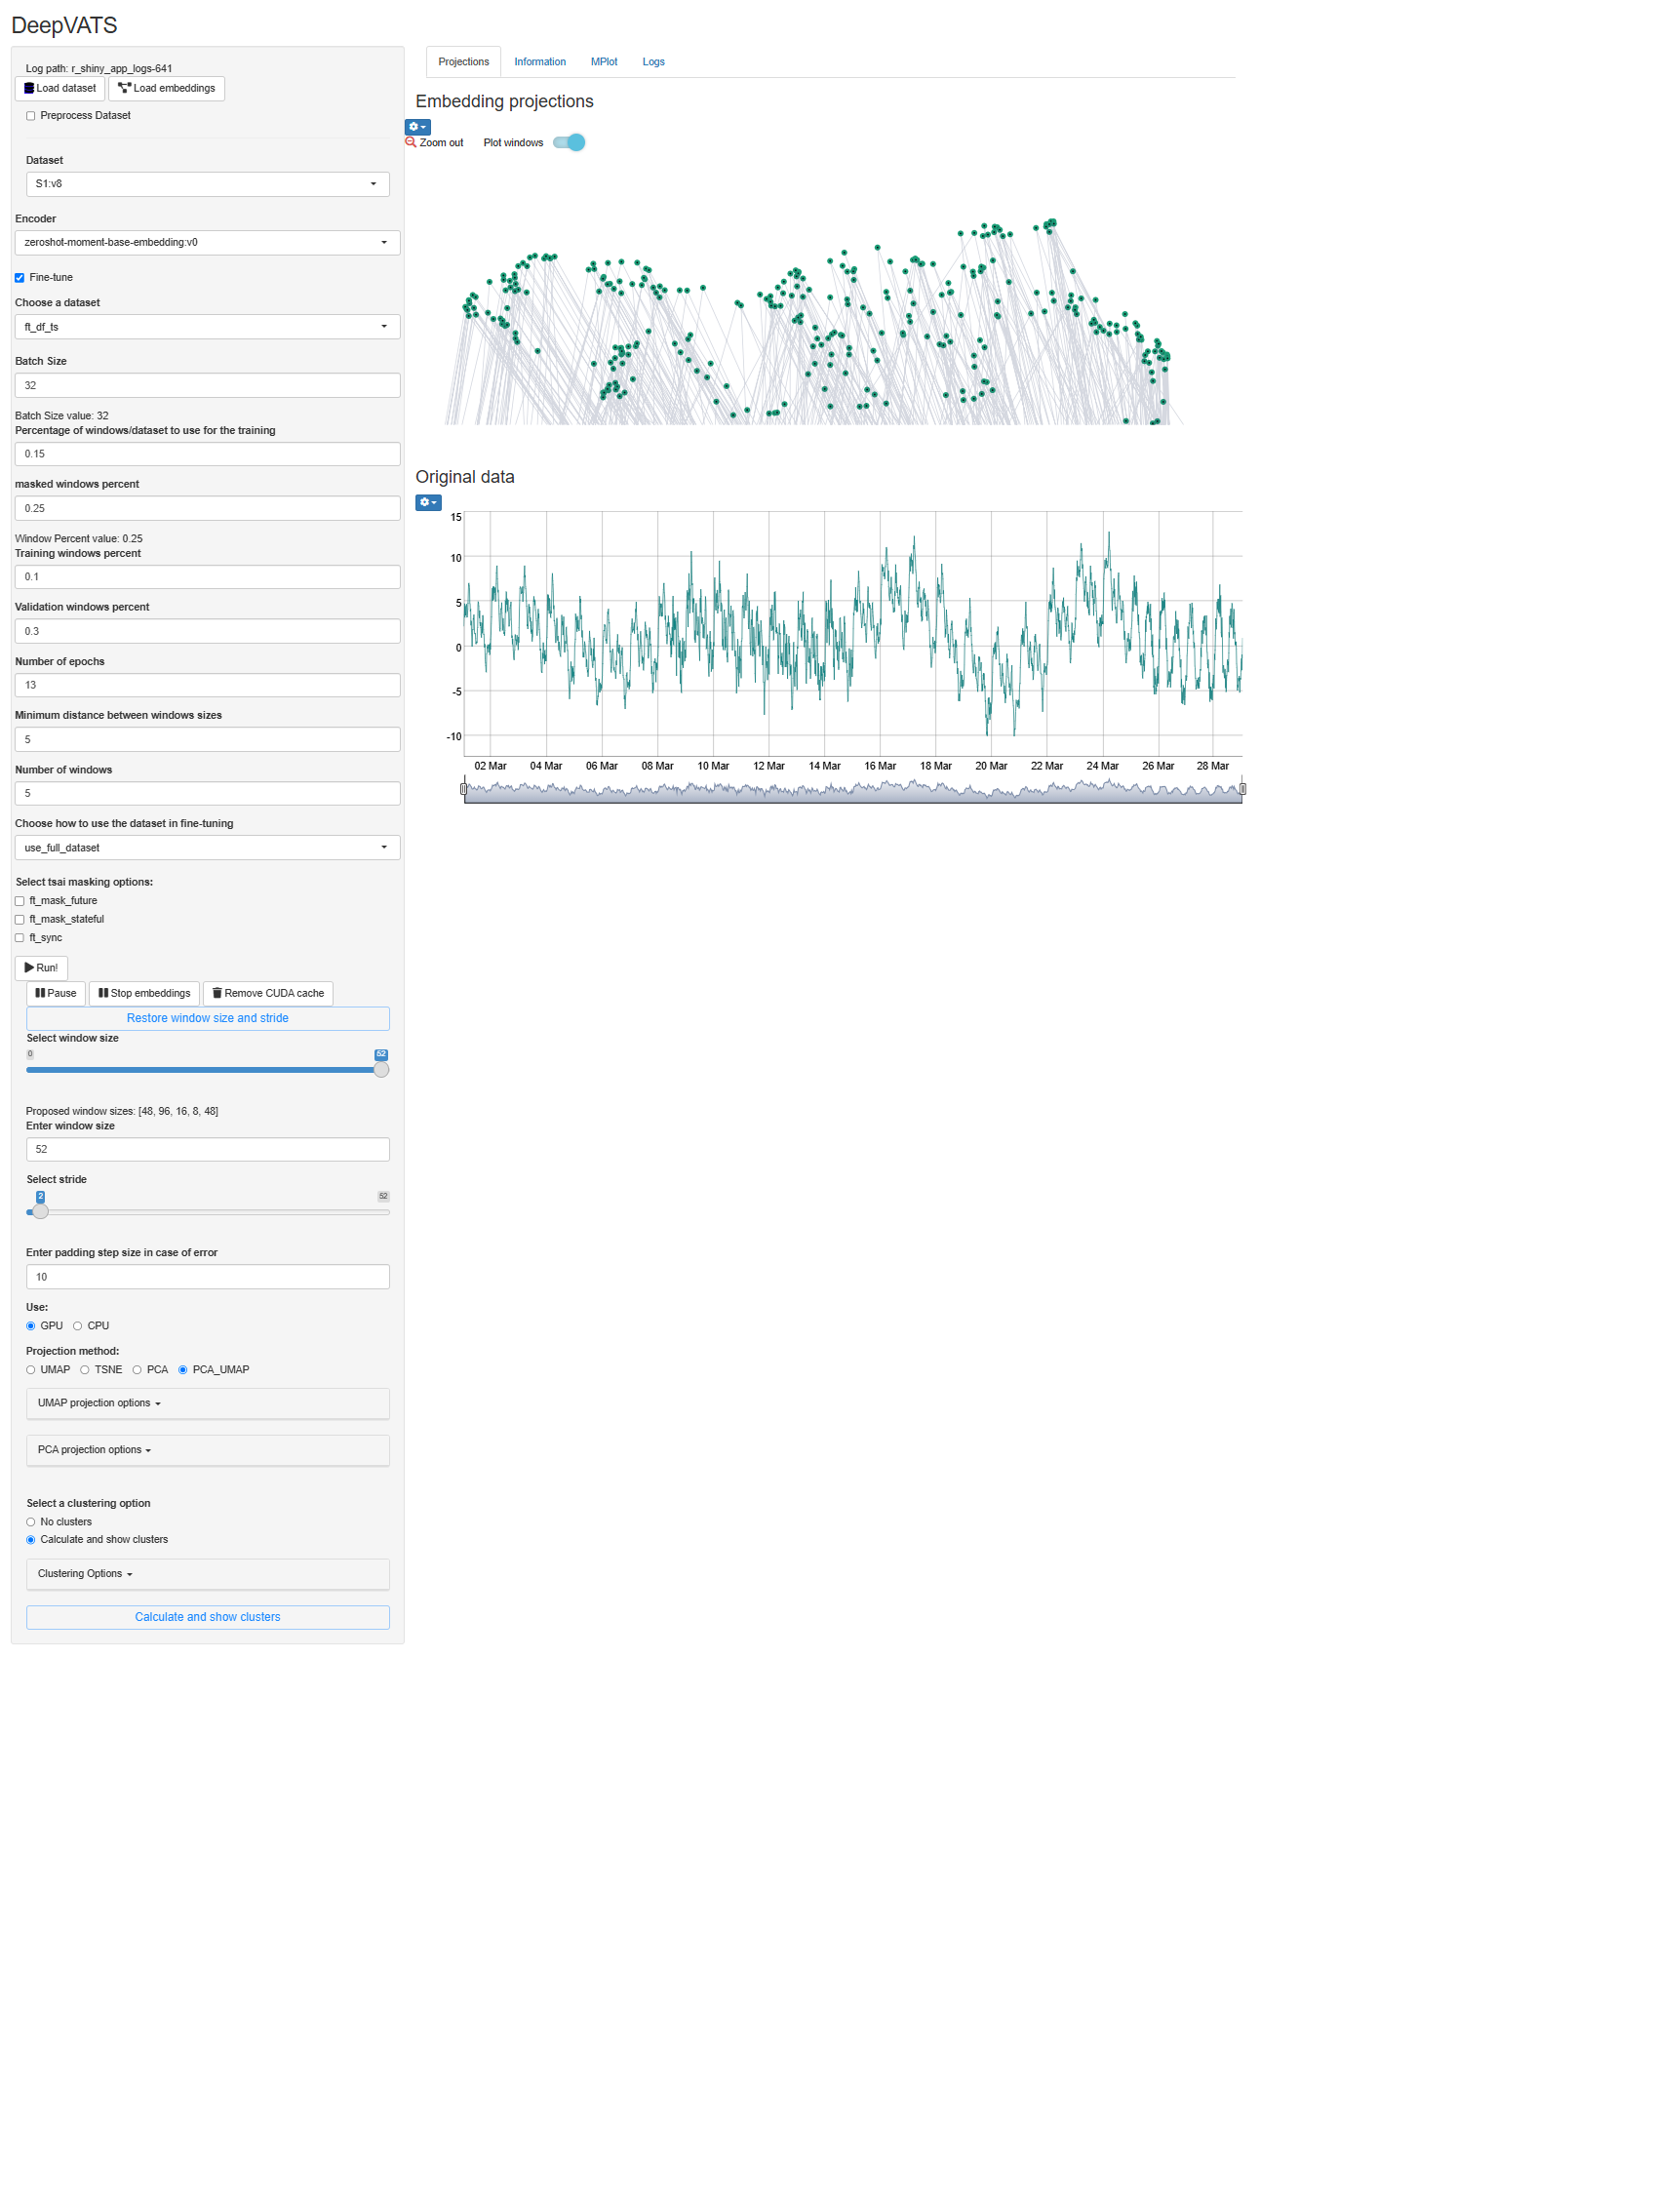 DeepVATS
Log path: r_shiny_app_logs-641
Load dataset Load embeddings
Preprocess Dataset
Dataset
S1:v8
Encoder
zeroshot-moment-base-embedding:v0
Fine-tune
Choose a dataset
ft_df_ts
Batch Size
32
Batch Size value: 32
Percentage of windows/dataset to use for the training
0.15
masked windows percent
0.25
Window Percent value: 0.25
Training windows percent
0.1
Validation windows percent
0.3
Number of epochs
13
Minimum distance between windows sizes
5
Number of windows
5
Choose how to use the dataset in fine-tuning
use_full_dataset
Select tsai masking options:
ft_mask_future
ft_mask_stateful
ft_sync
Run!
Pause Stop embeddings Remove CUDA cache
Restore window size and stride
Select window size
0 52
Proposed window sizes: [48, 96, 16, 8, 48]
Enter window size
52
Select stride
2 52
Enter padding step size in case of error
10
Use:
GPU CPU
Projection method:
UMAP TSNE PCA PCA_UMAP
UMAP projection options
PCA projection options
Select a clustering option
No clusters
Calculate and show clusters
Clustering Options
Calculate and show clusters
Projections Information MPlot Logs
Embedding projections
Zoom out Plot windows
Original data
15
10
5
0
-5
-10
02 Mar 04 Mar 06 Mar 08 Mar 10 Mar 12 Mar 14 Mar 16 Mar 18 Mar 20 Mar 22 Mar 24 Mar 26 Mar 28 Mar